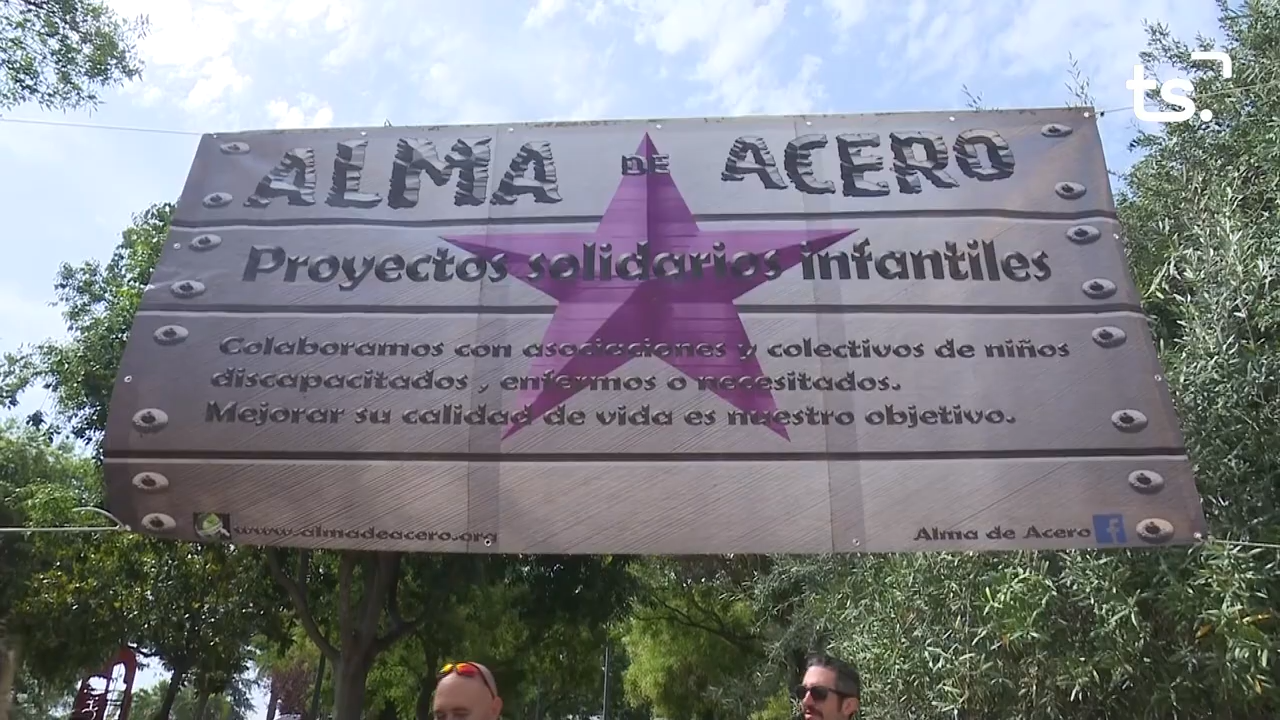 ts.
ALMA DE ACERO
Proyectos solidarios infantiles
Colaboramos con asociaciones y colectivos de niños
discapacitados , enfermos o necesitados.
Mejorar su calidad de vida es nuestro objetivo.
www.almadeacero.org
Alma de Acero f